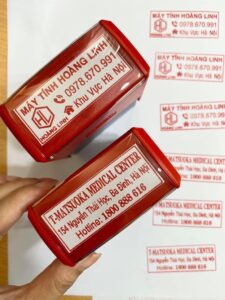 MÁY TÍNH HOÀNG LINH
0978.670.991
Khu Vực Hà Nội
HOÀNG LINH
T-MATSUOKA MEDICAL CENTER
154 Nguyễn Thái Học, Ba Đình, Hà Nội
Hotline: 1800 888 616
MÁY TÍNH HOÀNG LINH
0978.670.991
Khu Vực Hà Nội
MÁY TÍNH HOÀNG LINH
0978.670.991
Khu Vực Hà Nội
MÁY TÍNH HOÀNG LINH
0978.670.991
Khu Vực Hà Nội
T-MATSUOKA MEDICAL CENTER
154 Nguyễn Thái Học, Ba Đình, Hà Nội
Hotline: 1800 888 616
T-MATSUOKA MEDICAL CENTER
154 Nguyễn Thái Học, Ba Đình, Hà Nội
Hotline: 1800 888 616